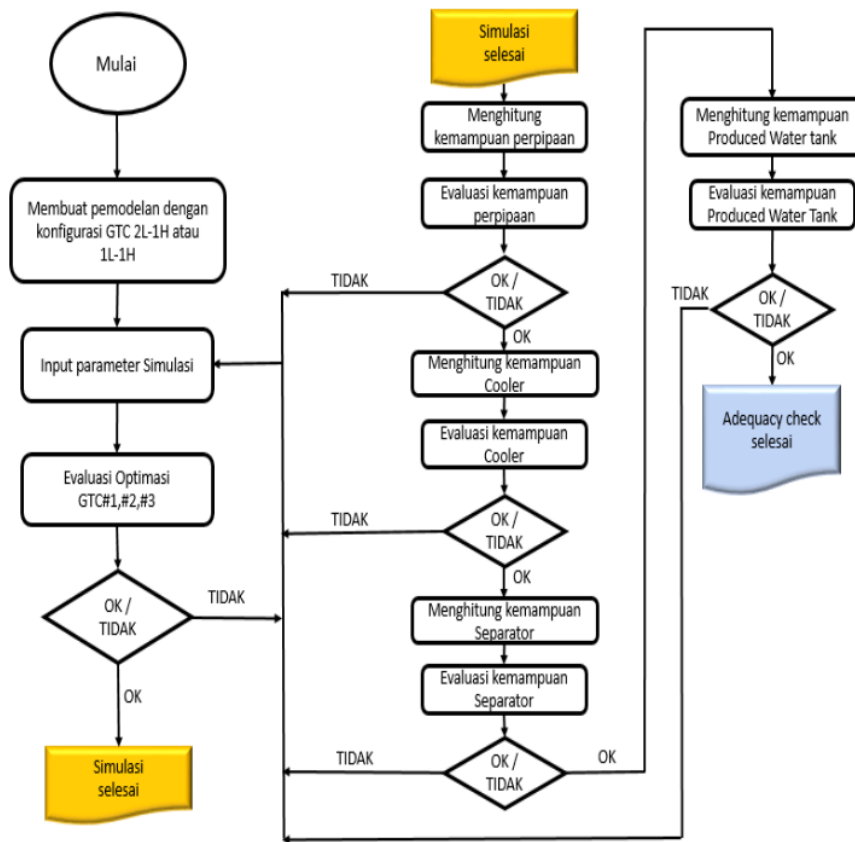 Mulai
Membuat pemodelan dengan
konfigurasi GTC 2L-1H atau
1L-1H
Input parameter Simulasi
Evaluasi Optimasi
GTC#1,#2,#3
OK /
TIDAK
TIDAK
OK
Simulasi
selesai
Simulasi
selesai
Menghitung
kemampuan perpipaan
Evaluasi kemampuan
perpipaan
OK /
TIDAK
TIDAK
OK
Menghitung kemampuan
Cooler
Evaluasi kemampuan
Cooler
OK /
TIDAK
TIDAK
OK
Menghitung kemampuan
Separator
Evaluasi kemampuan
Separator
OK /
TIDAK
TIDAK
OK
Menghitung kemampuan
Produced Water tank
Evaluasi kemampuan
Produced Water Tank
OK /
TIDAK
TIDAK
OK
Adequacy check
selesai